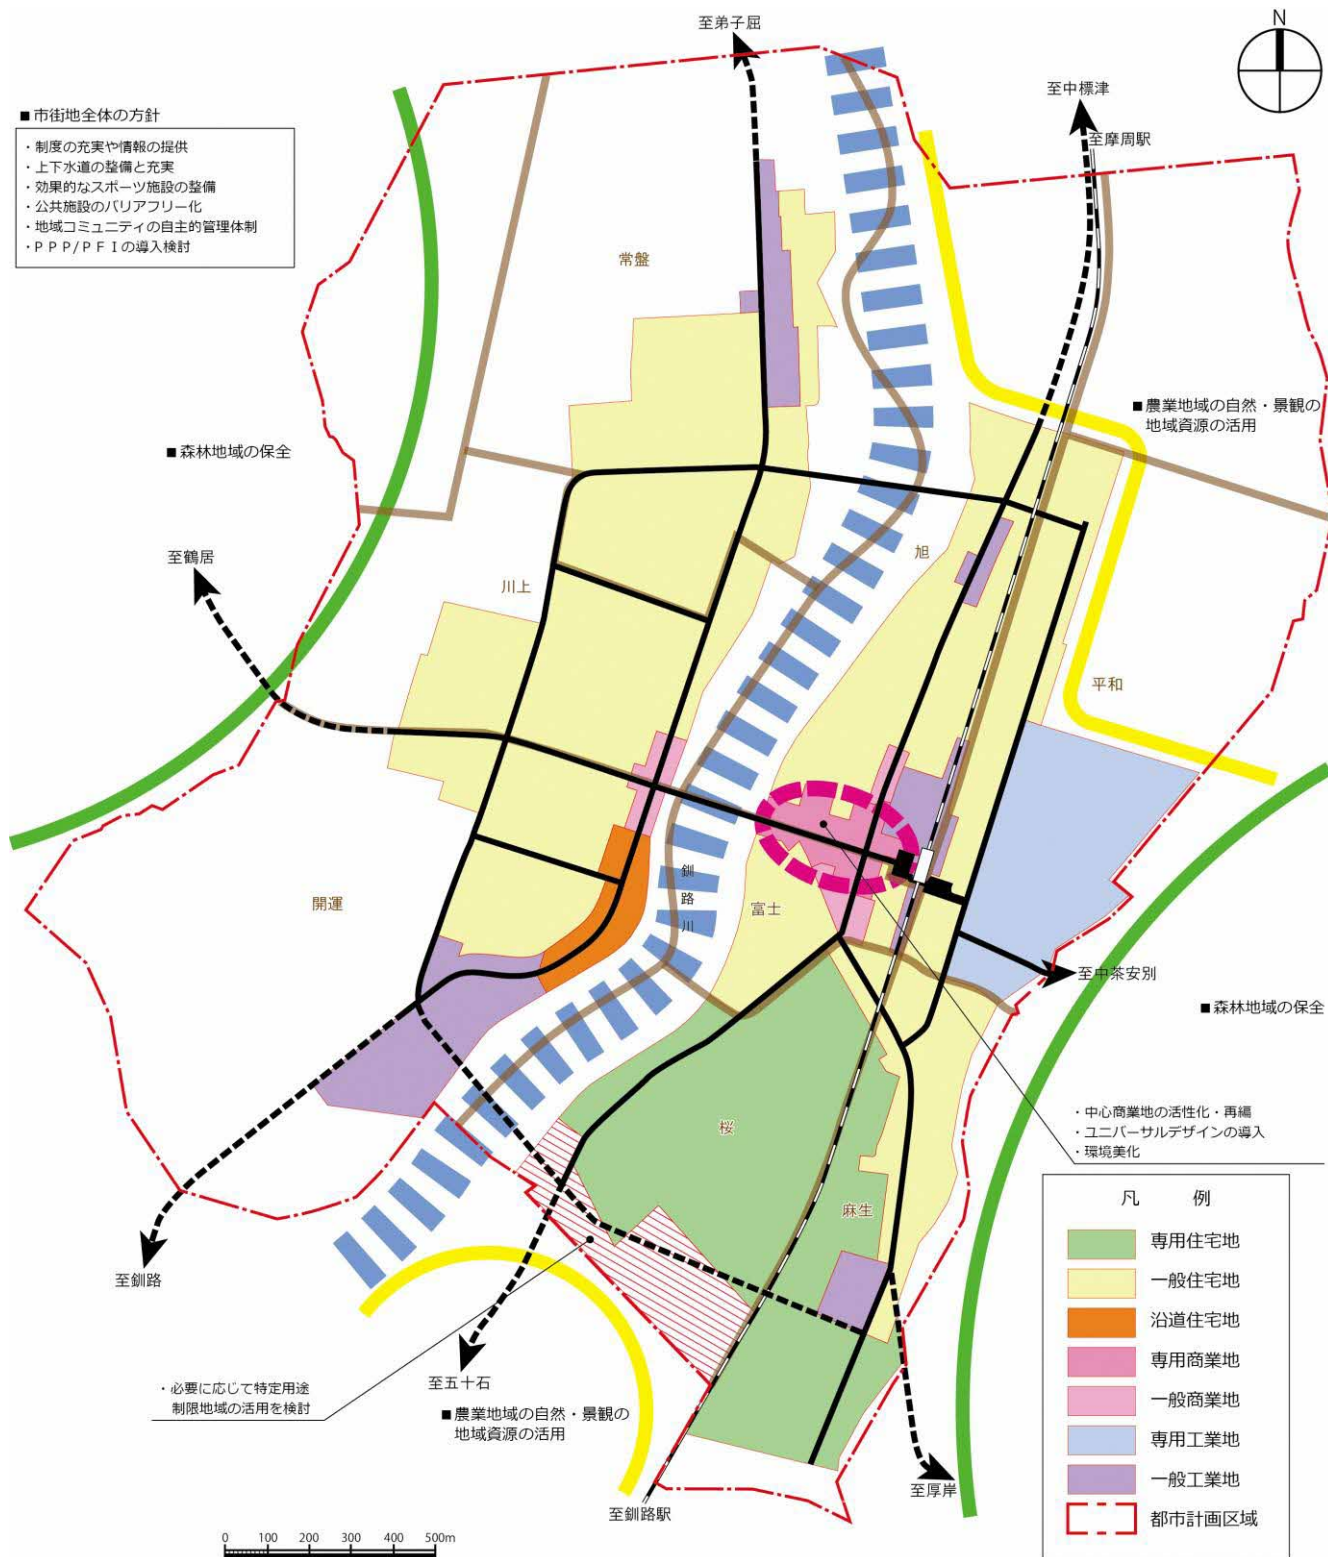 至弟子屈
N
至中標津
■市街地全体の方針
至摩周駅
・制度の充実や情報の提供
・上下水道の整備と充実
・効果的なスポーツ施設の整備
・公共施設のバリアフリー化
・地域コミュニティの自主的管理体制
・ＰＰＰ/ＰＦＩの導入検討
常盤
■農業地域の自然・景観の
地域資源の活用
■森林地域の保全
至鶴居
旭
川上
平和
釧路川
開運
富士
至中茶安別
■森林地域の保全
・中心商業地の活性化・再編
・ユニバーサルデザインの導入
・環境美化
桜
麻生
凡　例
専用住宅地
一般住宅地
沿道住宅地
専用商業地
一般商業地
専用工業地
一般工業地
都市計画区域
至釧路
至五十石
・必要に応じて特定用途
制限地域の活用を検討
■農業地域の自然・景観の
地域資源の活用
至厚岸
至釧路駅
0 100 200 300 400 500m